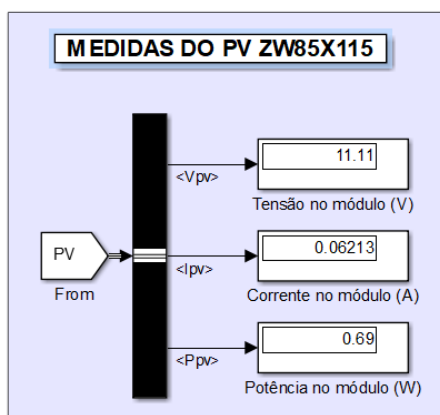 MEDIDAS DO PV ZW85X115
11.11
<Vpv>
Tensão no módulo (V)
PV
From
0.06213
<Ipv>
Corrente no módulo (A)
0.69
<Ppv>
Potência no módulo (W)